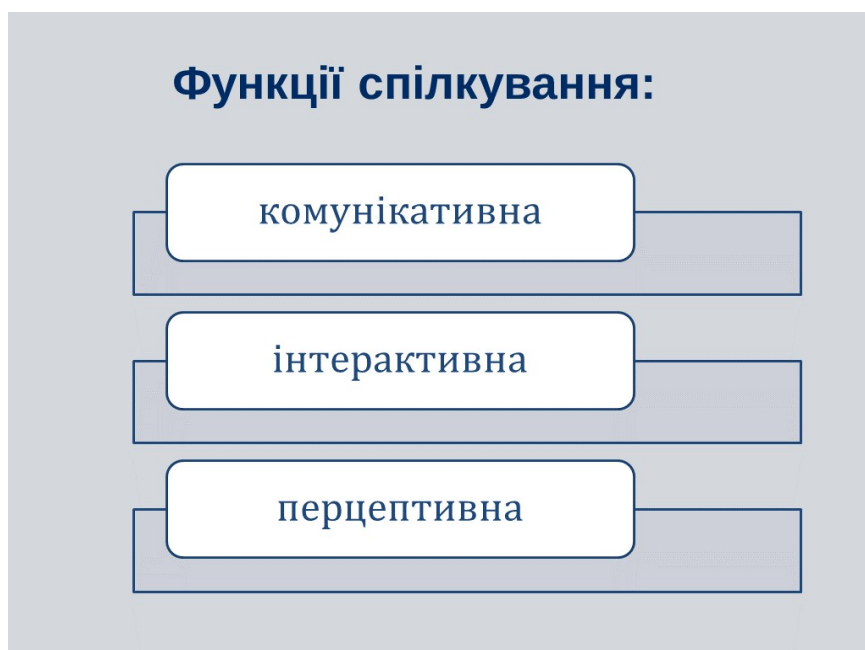 Функції спілкування:
комунікативна
інтерактивна
перцептивна